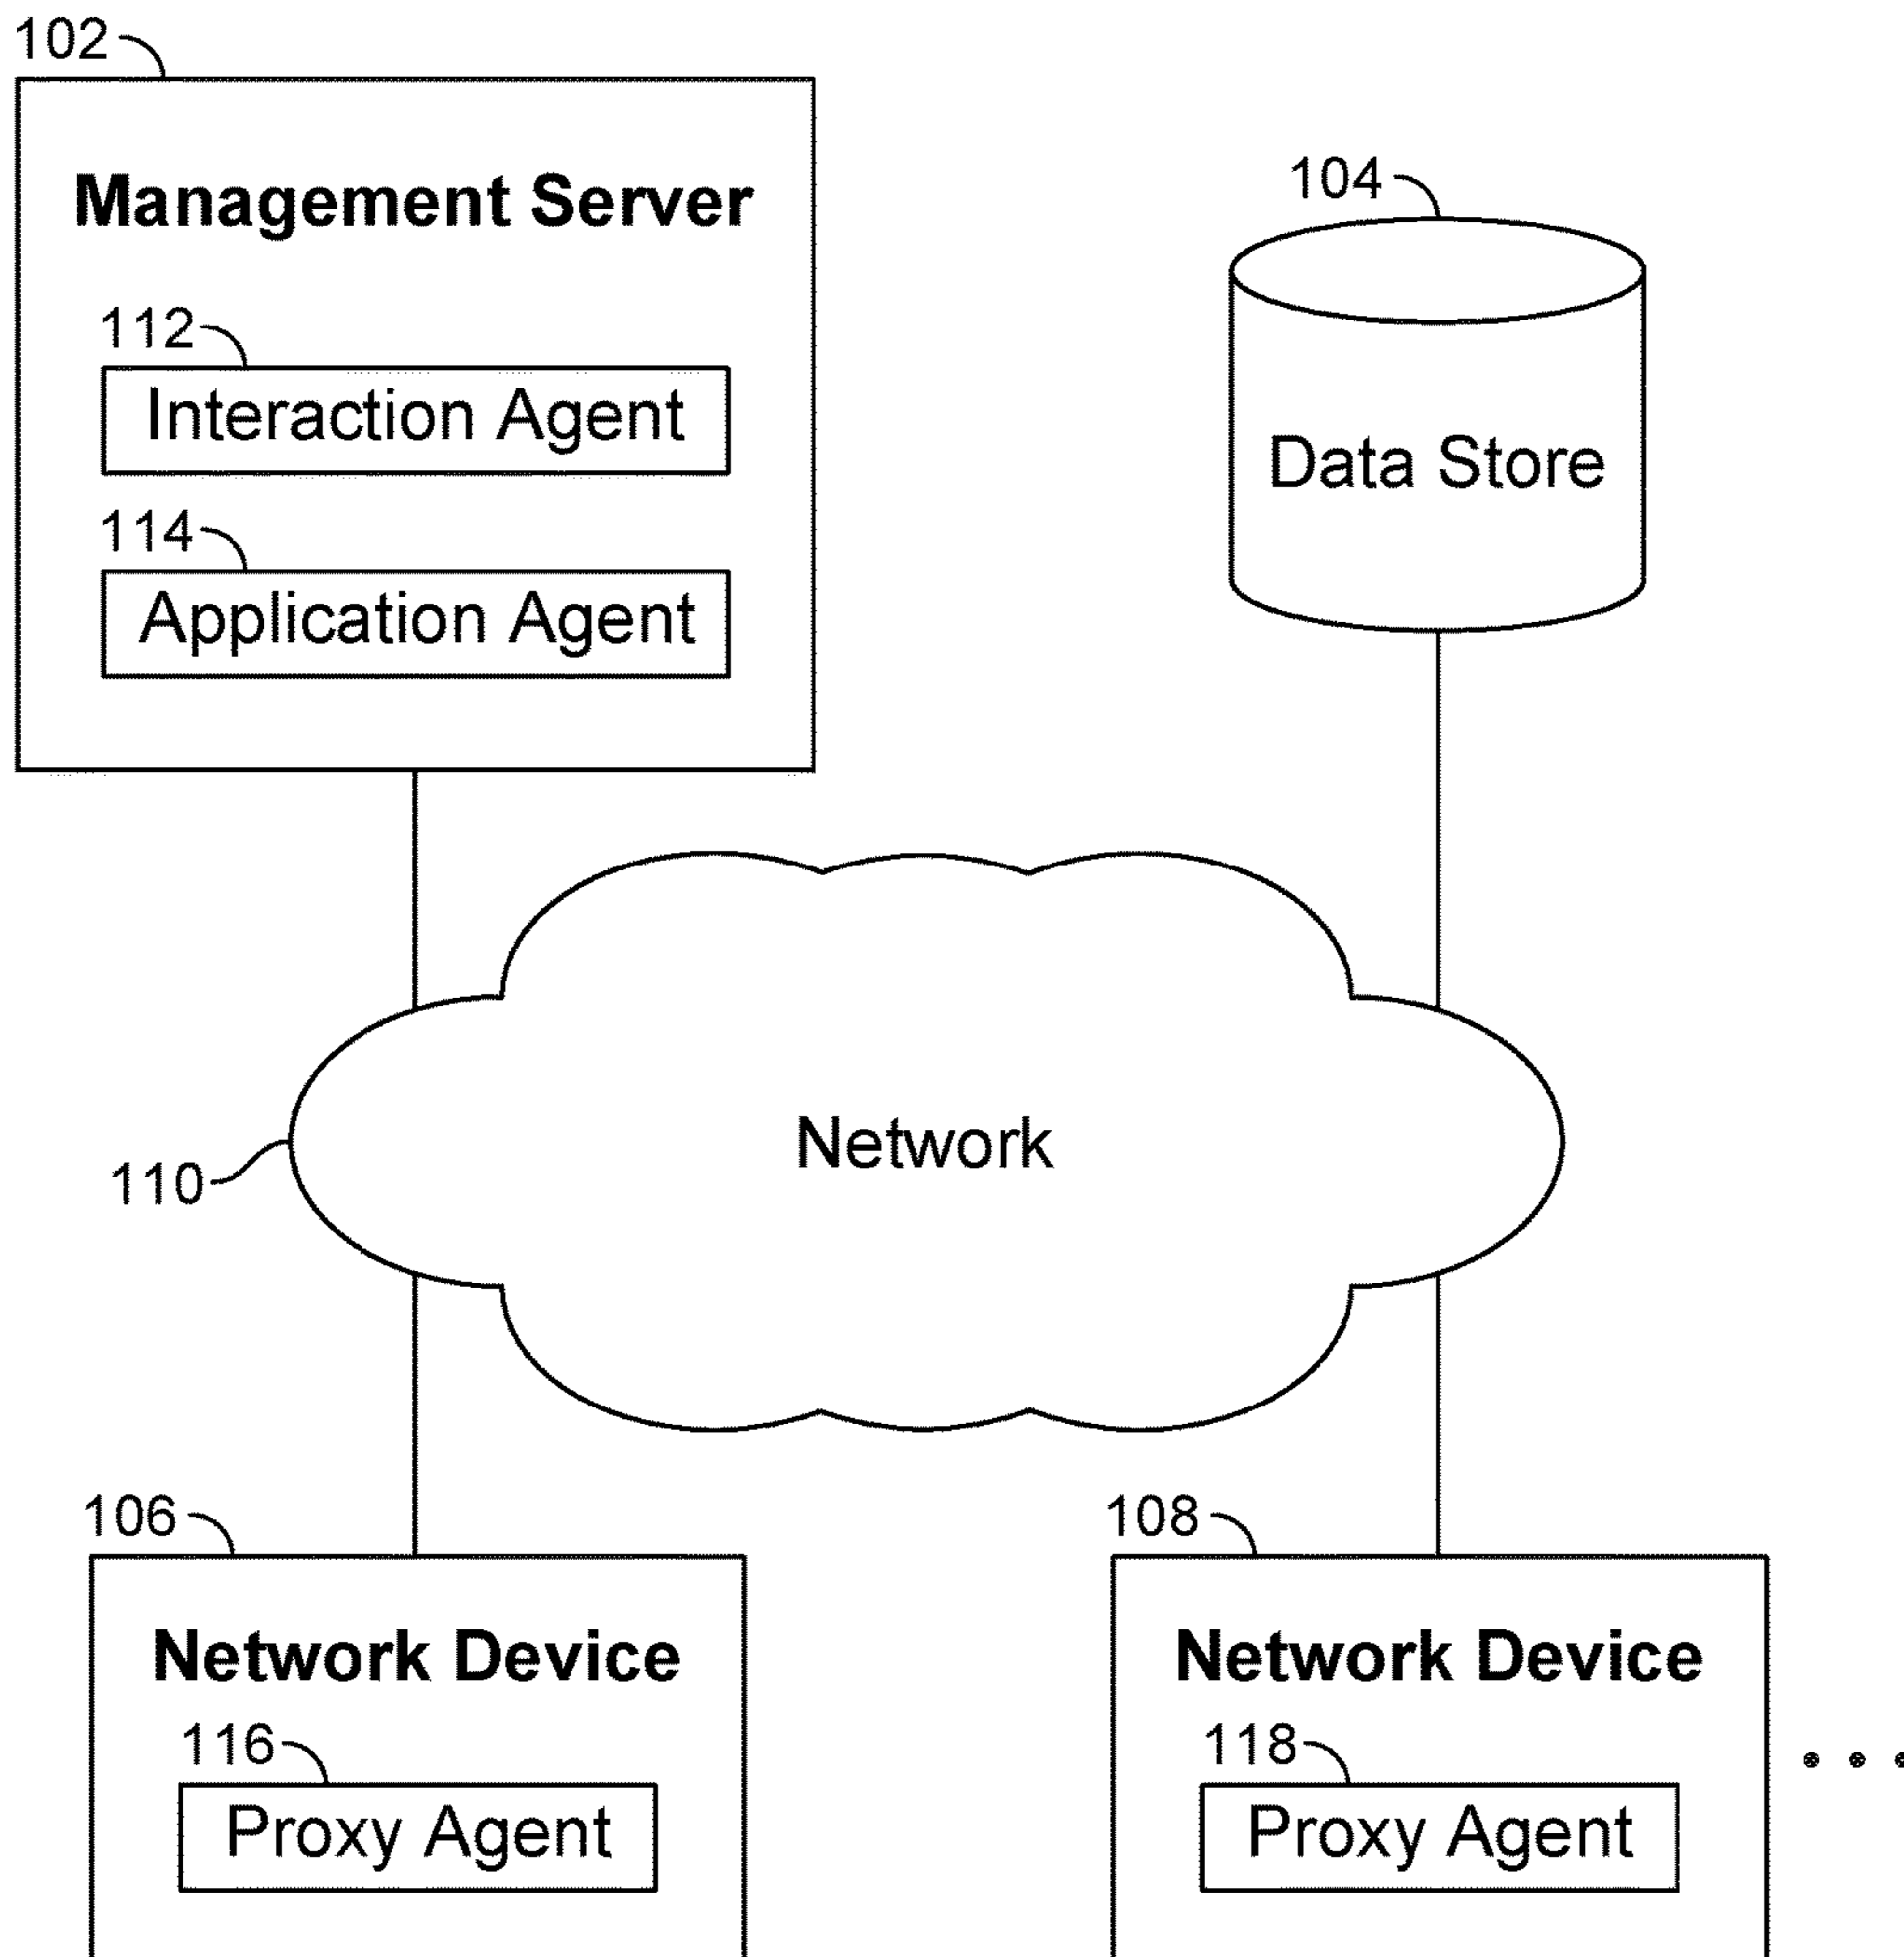 102
Management Server
112
Interaction Agent
114
Application Agent
104
Data Store
Network
110
106
Network Device
116
Proxy Agent
108
Network Device
118
Proxy Agent